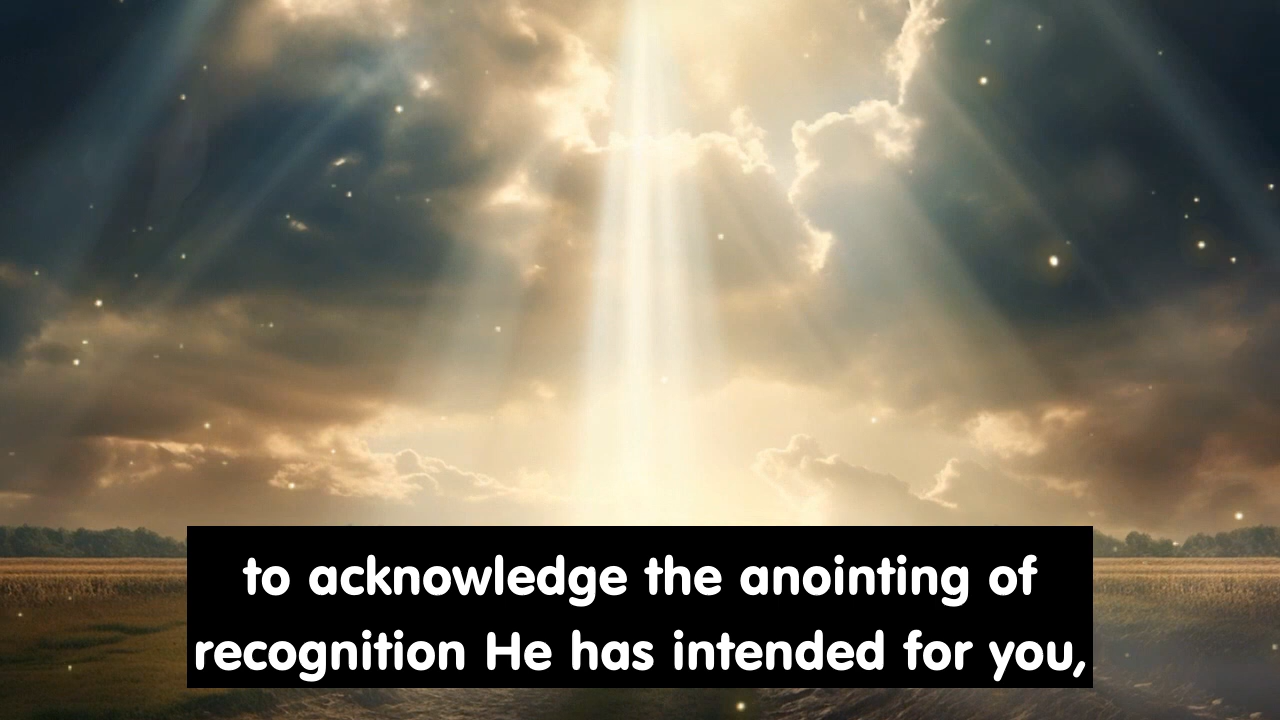 to acknowledge the anointing of
recognition He has intended for you,